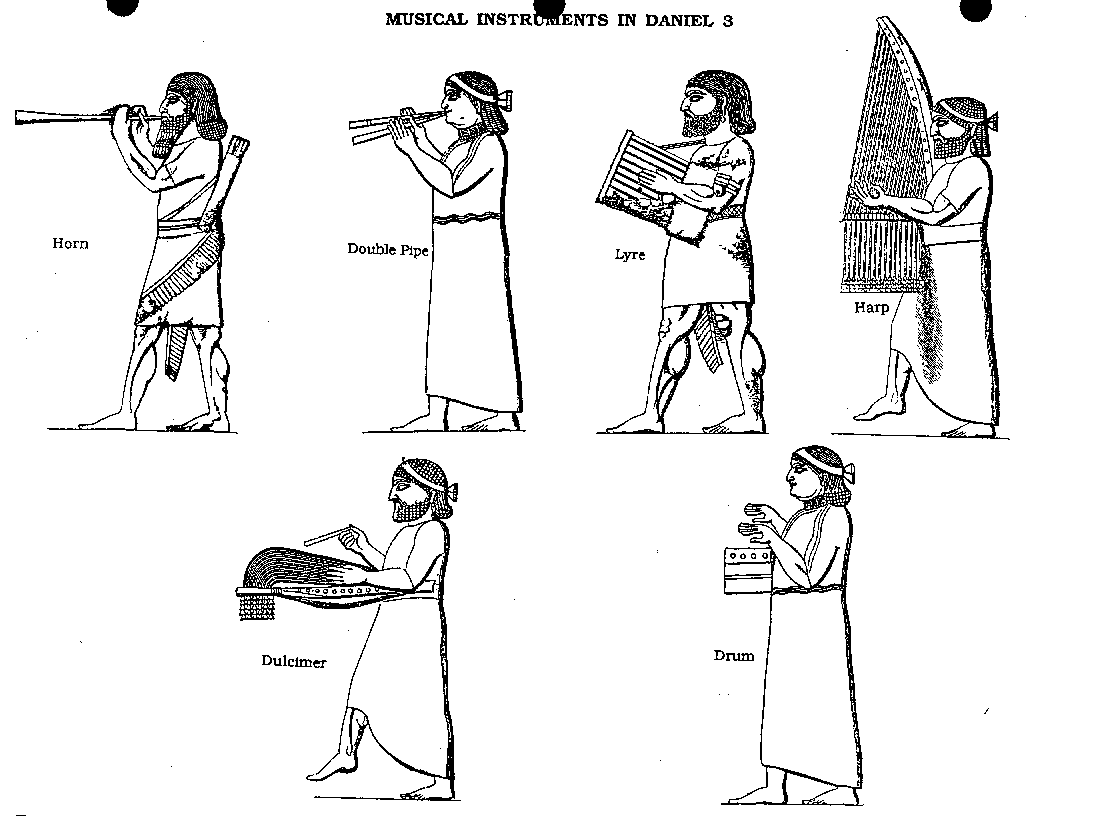 MUSICAL INSTRUMENTS IN DANIEL 3
Horn
Double Pipe
Lyre
Harp
Dulcimer
Drum